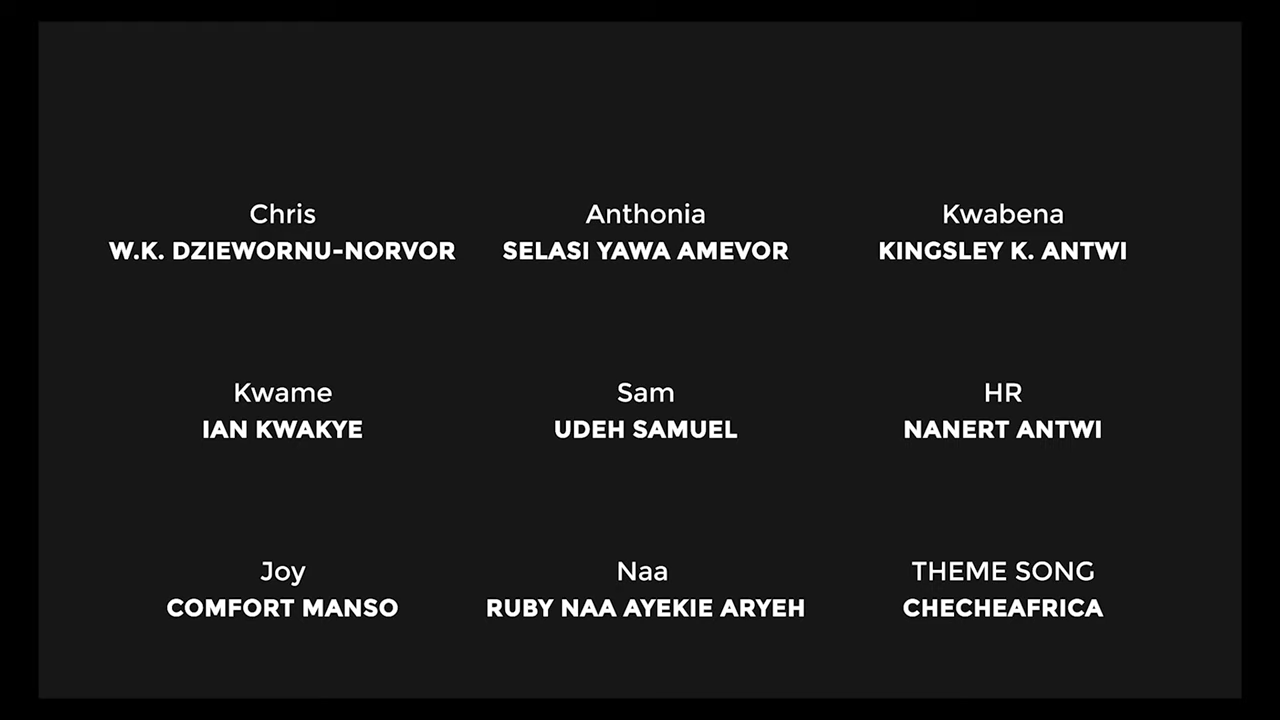 Chris
W.K. DZIEWORNU-NORVOR
Anthonia
SELASI YAWA AMEVOR
Kwabena
KINGSLEY K. ANTWI
Kwame
IAN KWAKYE
Sam
UDEH SAMUEL
HR
NANERT ANTWI
Joy
COMFORT MANSO
Naa
RUBY NAA AYEKIE ARYEH
THEME SONG
CHECHEAFRICA